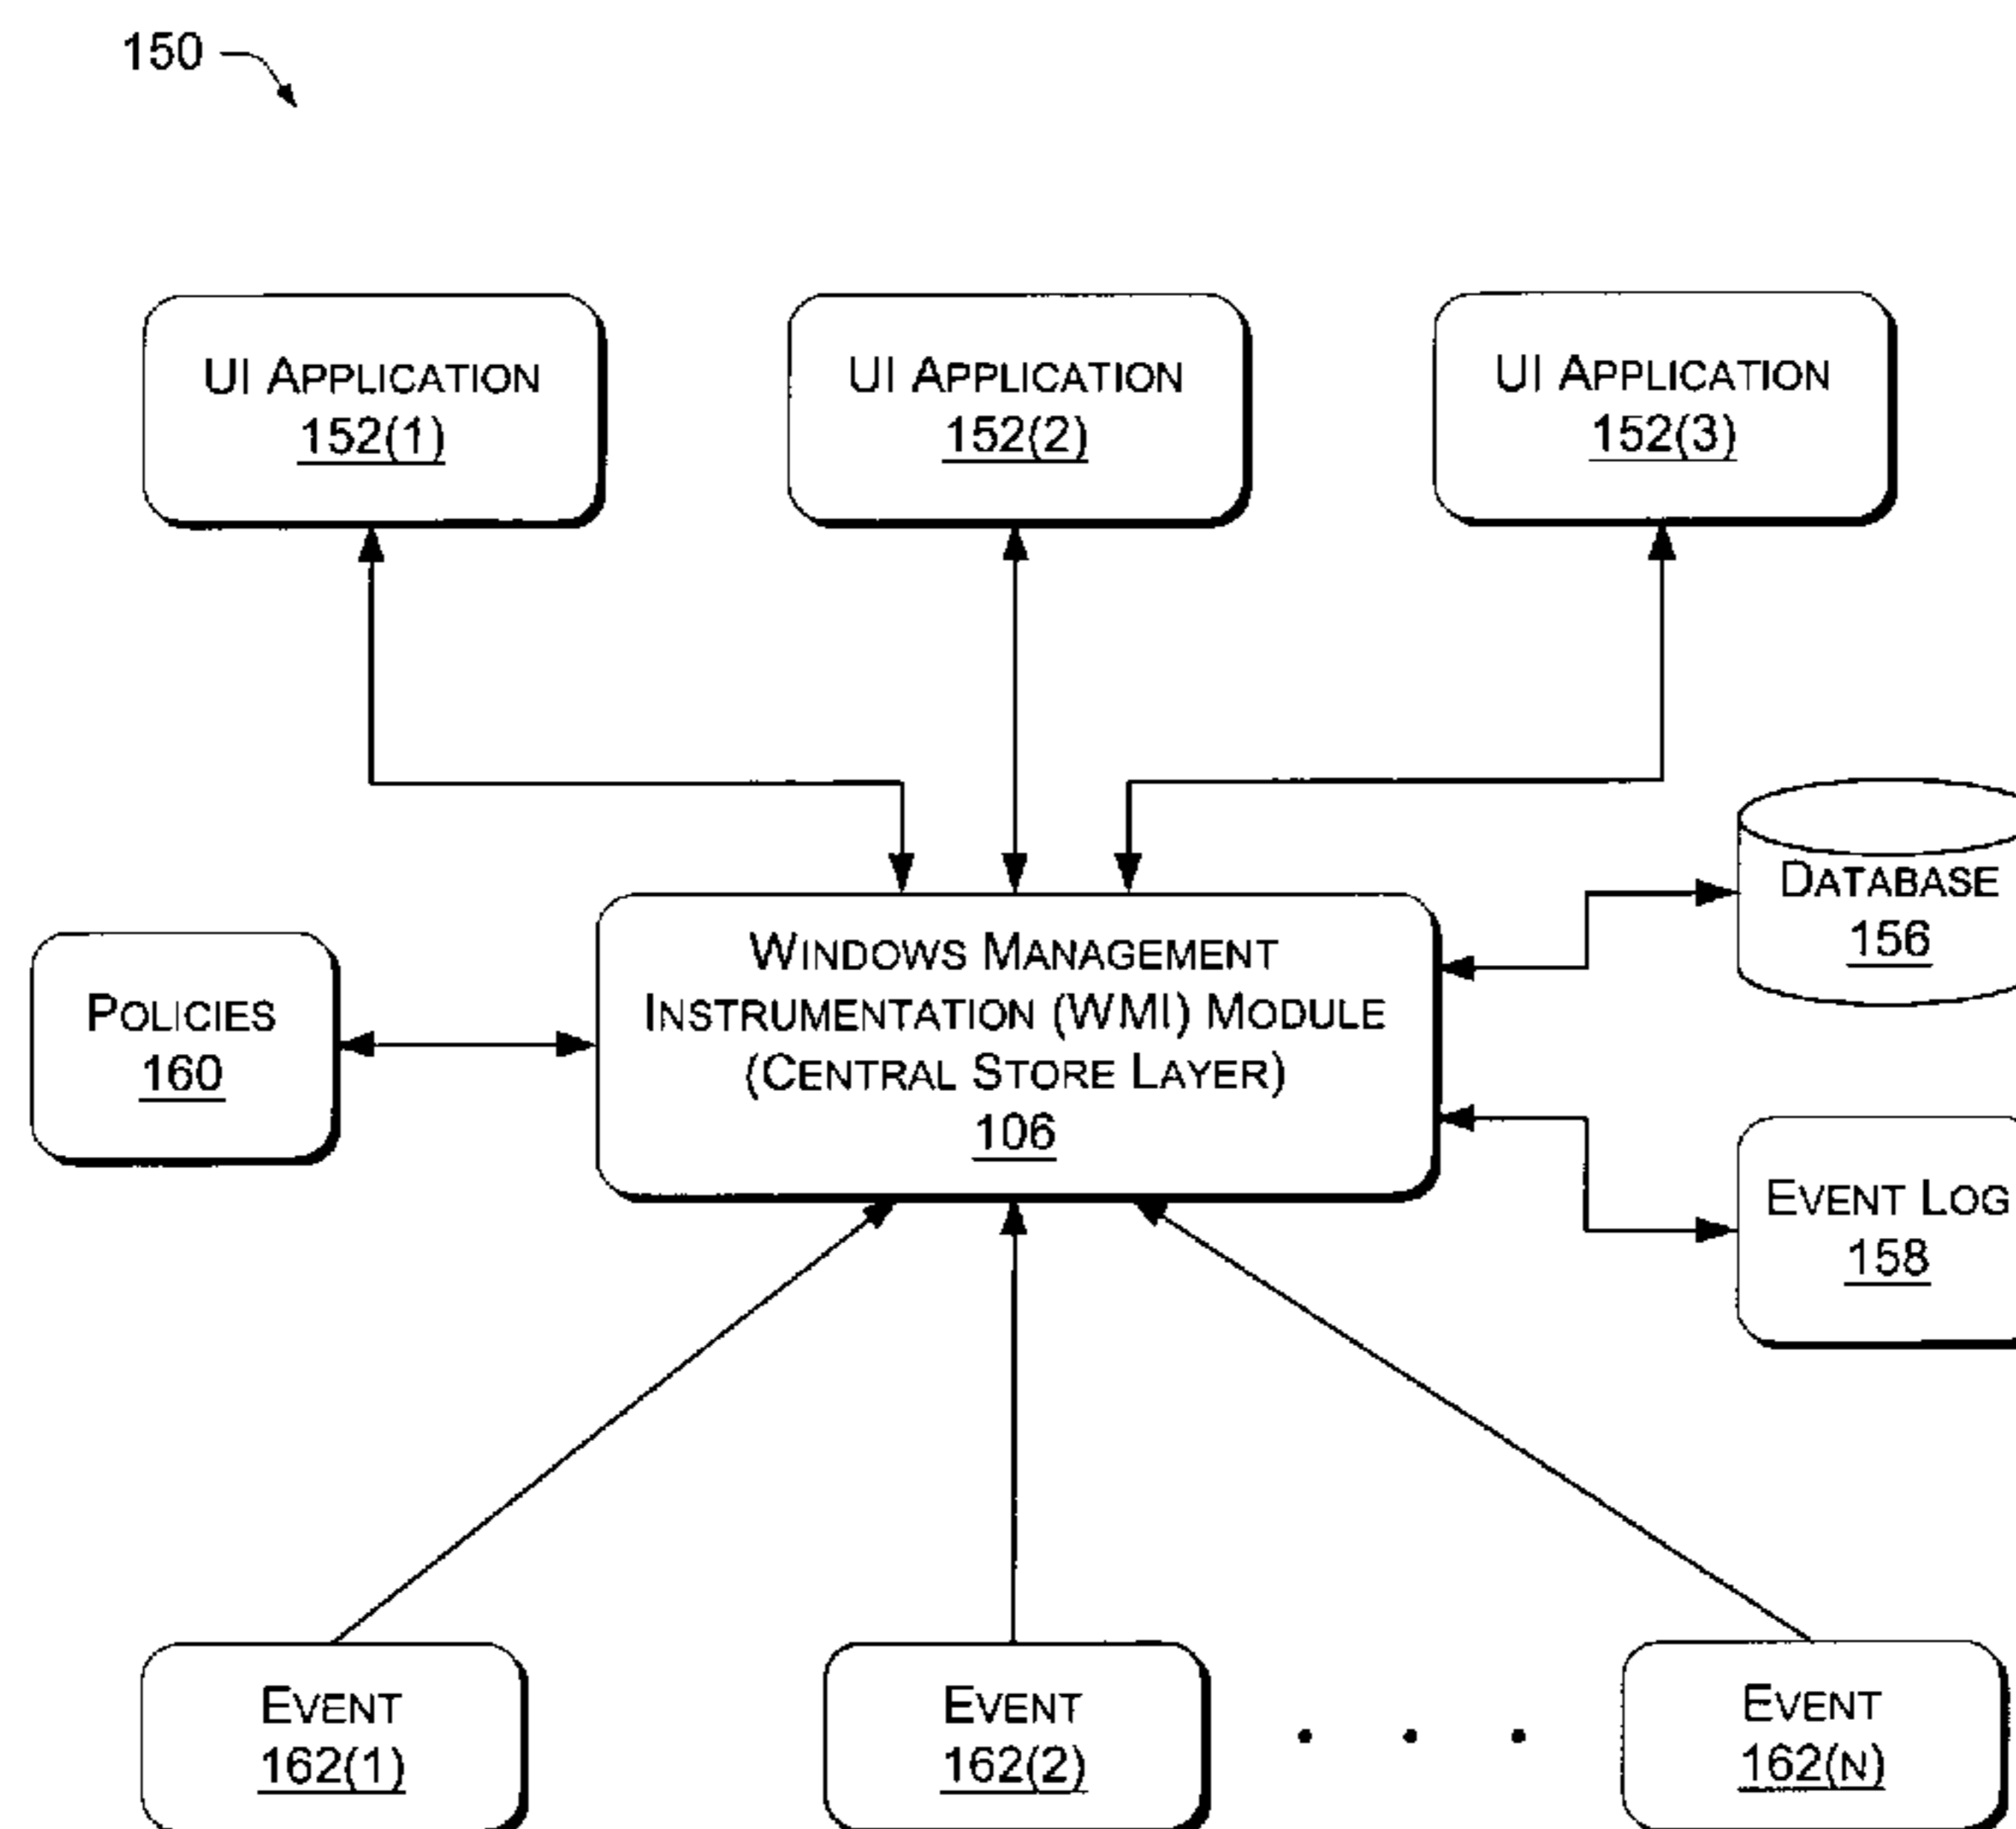 150
UI APPLICATION
152(1)
UI APPLICATION
152(2)
UI APPLICATION
152(3)
DATABASE
156
WINDOWS MANAGEMENT
INSTRUMENTATION (WMI) MODULE
(CENTRAL STORE LAYER)
106
POLICIES
160
EVENT LOG
158
EVENT
162(1)
EVENT
162(2)
. . .
EVENT
162(N)